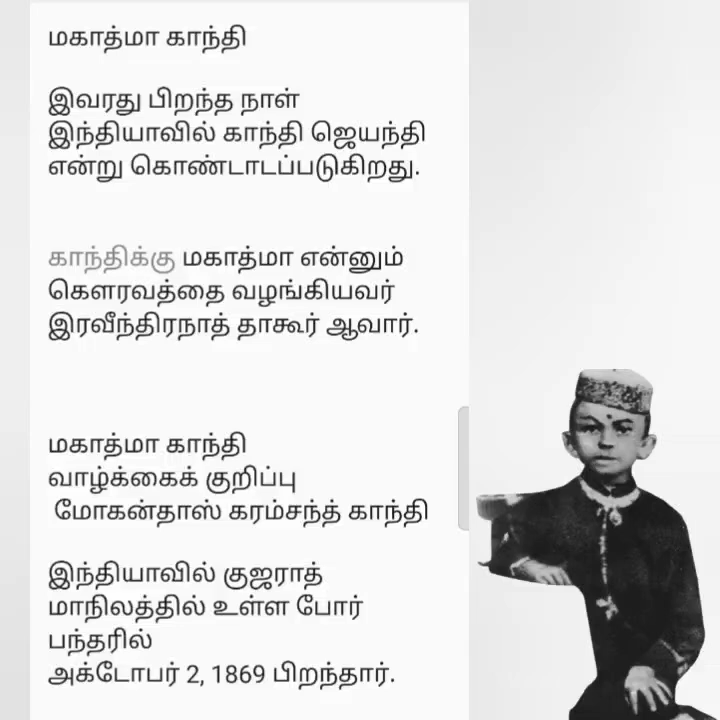 மகாத்மா காந்தி
இவரது பிறந்த நாள்
இந்தியாவில் காந்தி ஜெயந்தி
என்று கொண்டாடப்படுகிறது.
காந்திக்கு மகாத்மா என்னும்
கௌரவத்தை வழங்கியவர்
இரவீந்திரநாத் தாகூர் ஆவார்.
மகாத்மா காந்தி
வாழ்க்கைக் குறிப்பு
மோகன்தாஸ் கரம்சந்த் காந்தி
இந்தியாவில் குஜராத்
மாநிலத்தில் உள்ள போர்
பந்தரில்
அக்டோபர் 2, 1869 பிறந்தார்.